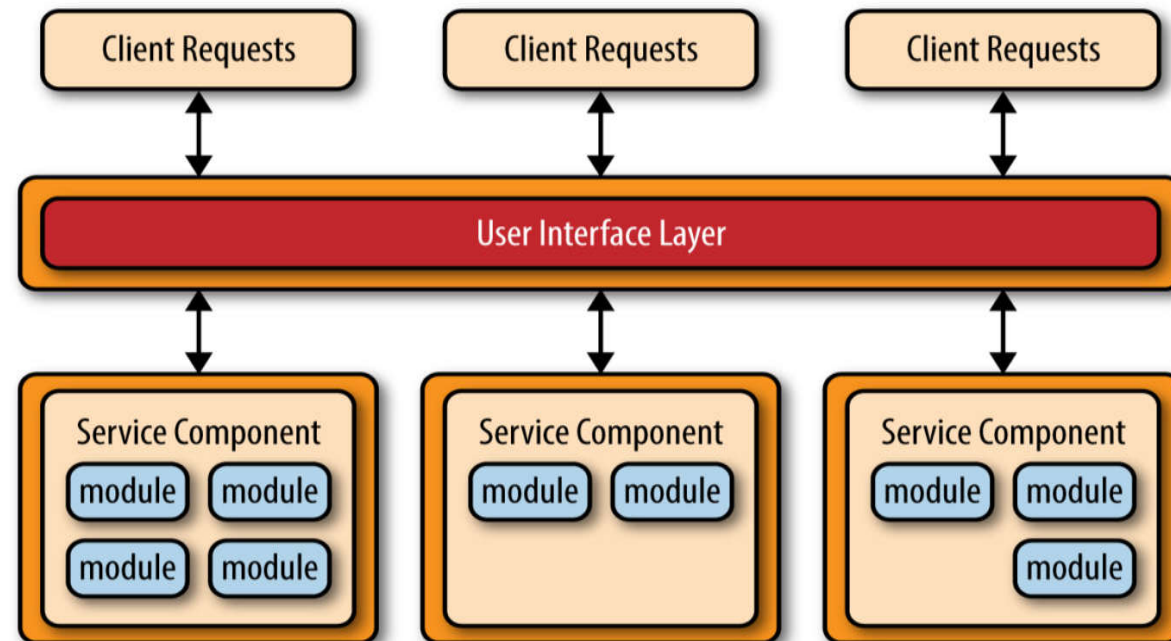 Client Requests
Client Requests
Client Requests
User Interface Layer
Service Component
module module
module module
Service Component
module module
Service Component
module module
module